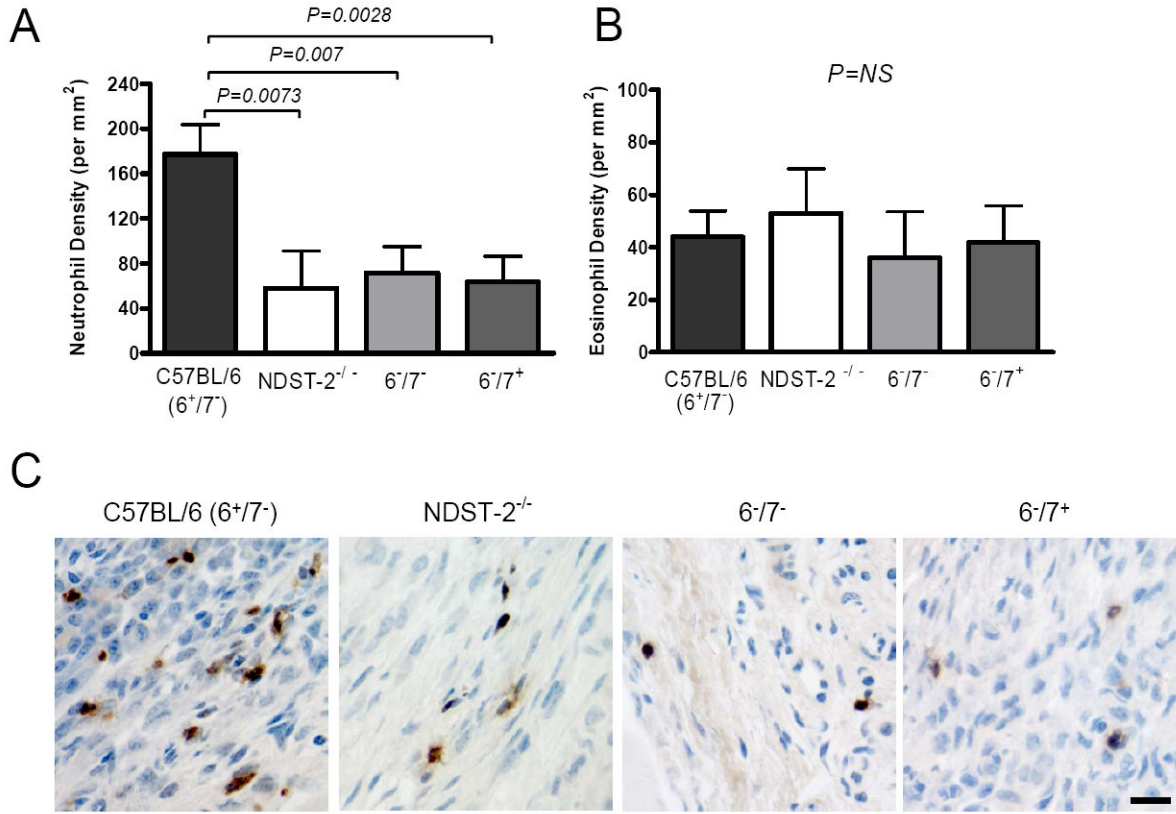 A
P=0.0028
P=0.007
P=0.0073
Neutrophil Density (per mm²)
240
200
160
120
80
40
0
C57BL/6
(6⁺/7⁻)
NDST-2⁻/⁻
6⁻/7⁻
6⁻/7⁺
B
P=NS
Eosinophil Density (per mm²)
100
80
60
40
20
0
C57BL/6
(6⁺/7⁻)
NDST-2 ⁻/⁻
6⁻/7⁻
6⁻/7⁺
C
C57BL/6 (6⁺/7⁻)
NDST-2⁻/⁻
6⁻/7⁻
6⁻/7⁺